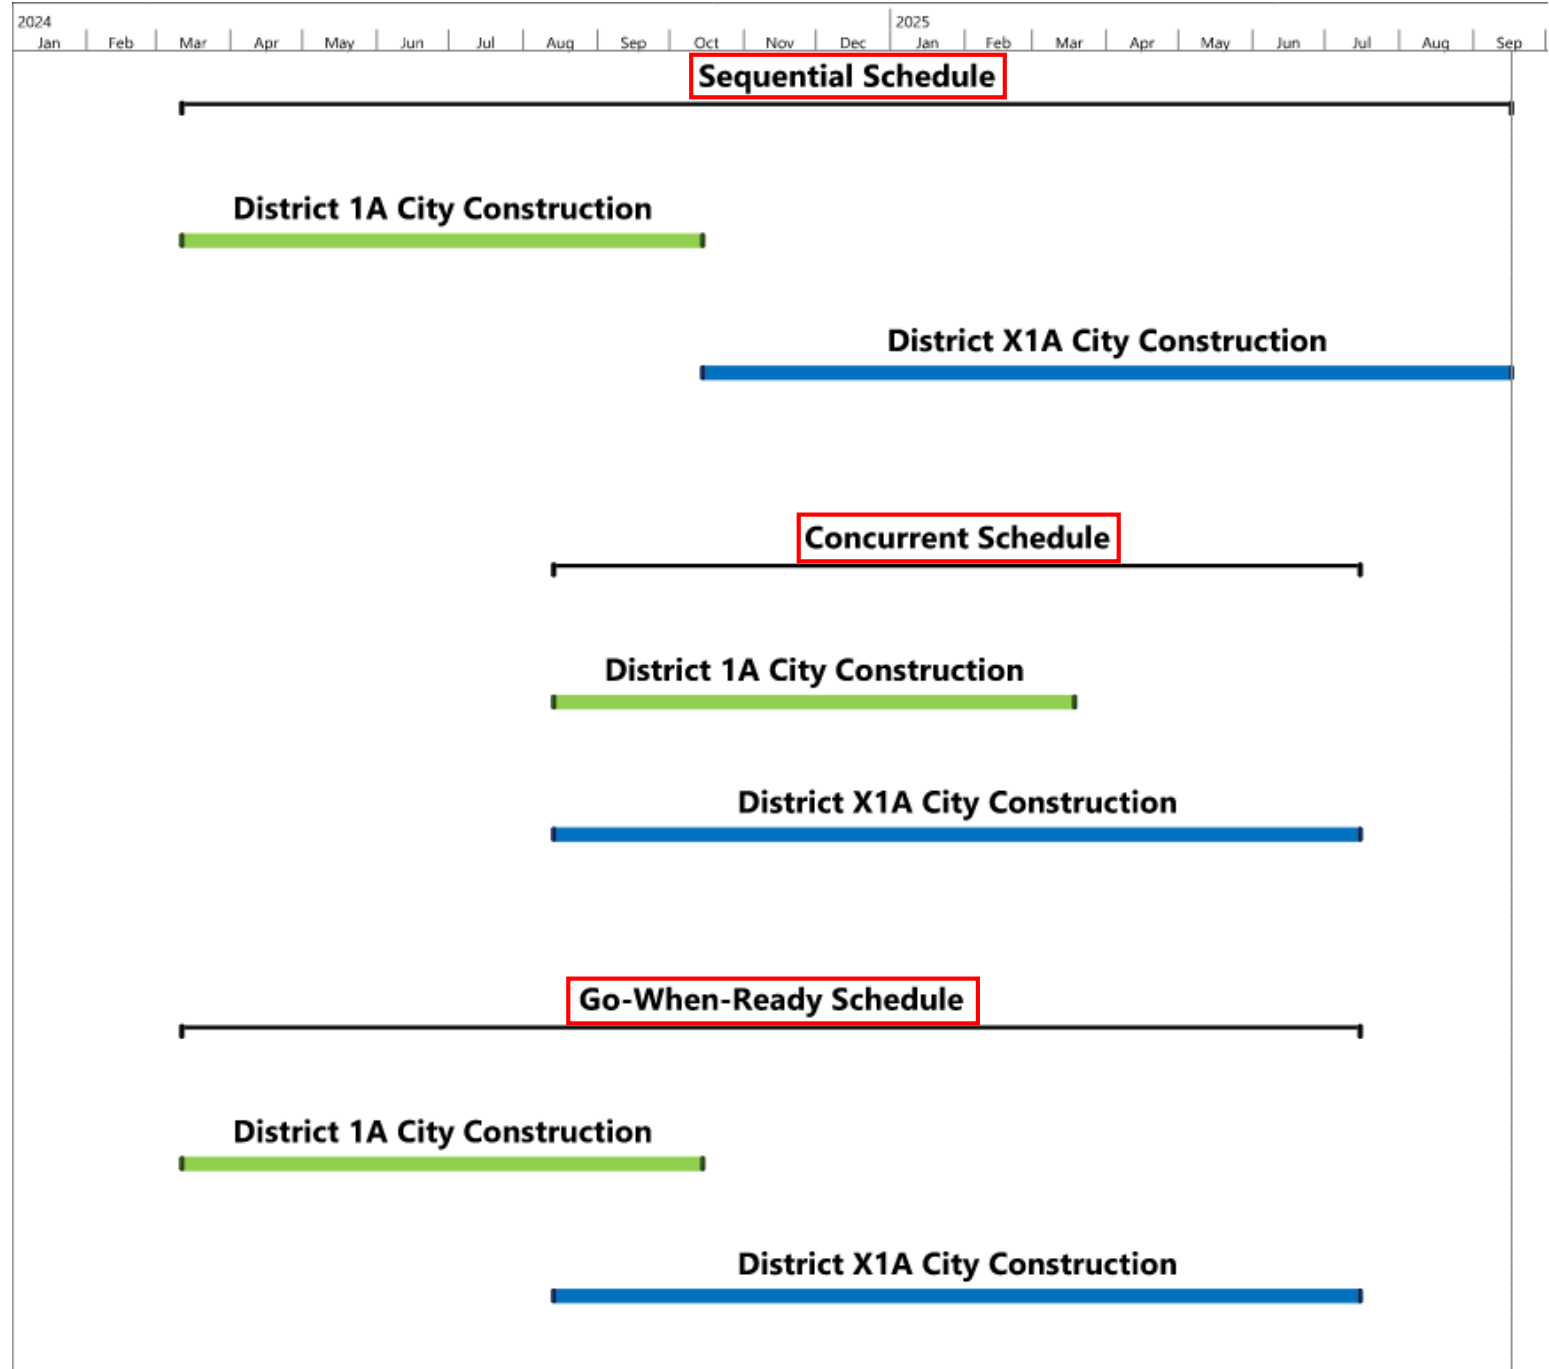 2024 2025
Jan Feb Mar Apr May Jun Jul Aug Sep Oct Nov Dec Jan Feb Mar Apr May Jun Jul Aug Sep
Sequential Schedule
District 1A City Construction
District X1A City Construction
Concurrent Schedule
District 1A City Construction
District X1A City Construction
Go-When-Ready Schedule
District 1A City Construction
District X1A City Construction